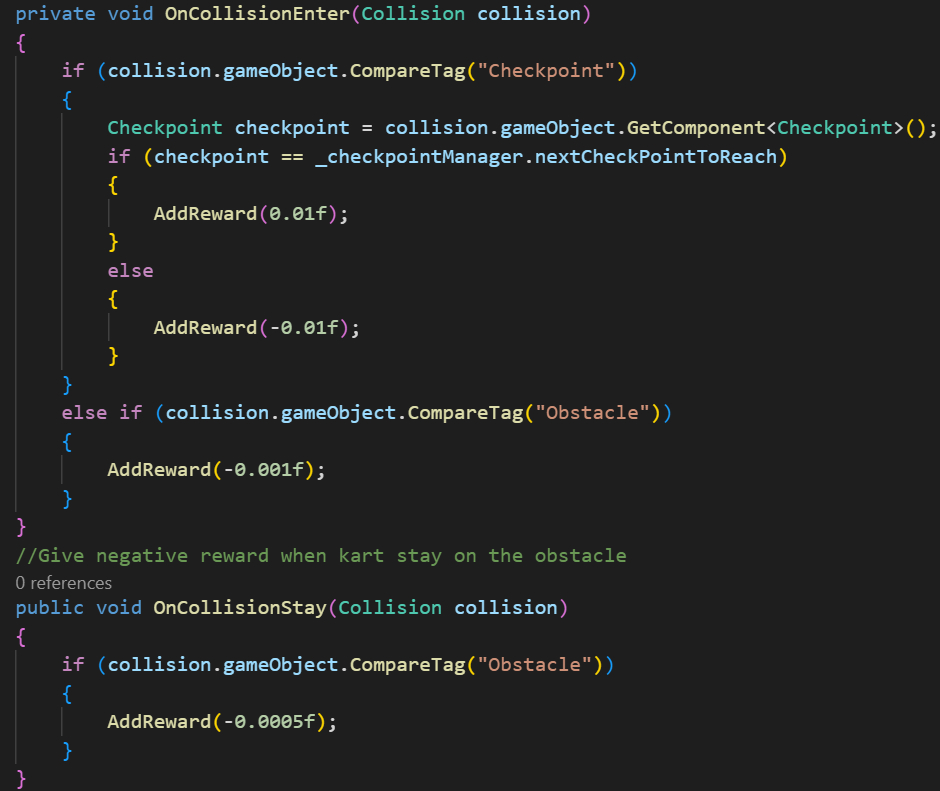 private void OnCollisionEnter(Collision collision)
{
    if (collision.gameObject.CompareTag("Checkpoint"))
    {
        Checkpoint checkpoint = collision.gameObject.GetComponent<Checkpoint>();
        if (checkpoint == _checkpointManager.nextCheckPointToReach)
        {
            AddReward(0.01f);
        }
        else
        {
            AddReward(-0.01f);
        }
    }
    else if (collision.gameObject.CompareTag("Obstacle"))
    {
        AddReward(-0.001f);
    }
}
//Give negative reward when kart stay on the obstacle
0 references
public void OnCollisionStay(Collision collision)
{
    if (collision.gameObject.CompareTag("Obstacle"))
    {
        AddReward(-0.0005f);
    }
}